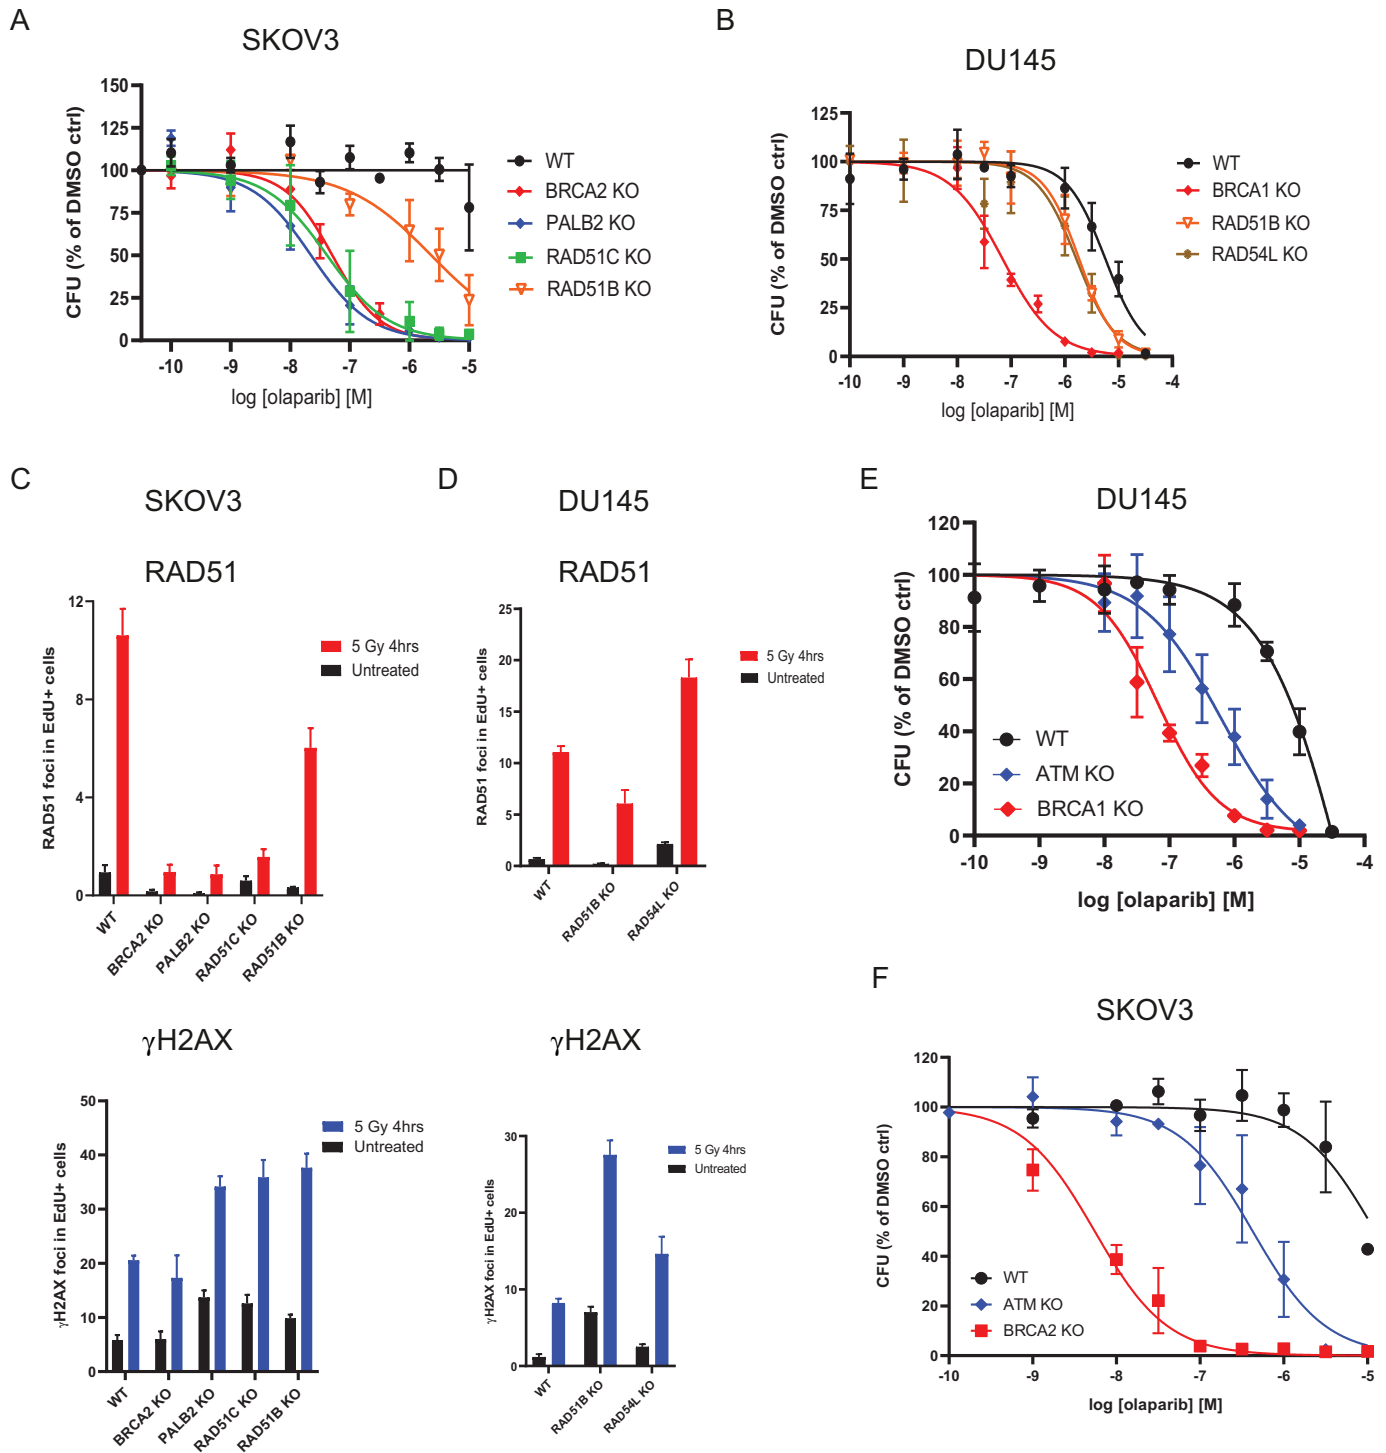 A
SKOV3
CFU (% of DMSO ctrl)
150
125
100
75
50
25
0
-10
-9
-8
-7
-6
-5
log [olaparib] [M]
WT
BRCA2 KO
PALB2 KO
RAD51C KO
RAD51B KO
B
DU145
CFU (% of DMSO ctrl)
125
100
75
50
25
0
-10
-9
-8
-7
-6
-5
-4
log [olaparib] [M]
WT
BRCA1 KO
RAD51B KO
RAD54L KO
C
SKOV3
RAD51
RAD51 foci in EdU+ cells
12
8
4
0
5 Gy 4hrs
Untreated
WT
BRCA2 KO
PALB2 KO
RAD51C KO
RAD51B KO
γH2AX
γH2AX foci in EdU+ cells
50
40
30
20
10
0
5 Gy 4hrs
Untreated
WT
BRCA2 KO
PALB2 KO
RAD51C KO
RAD51B KO
D
DU145
RAD51
RAD51 foci in EdU+ cells
25
20
15
10
5
0
5 Gy 4hrs
Untreated
WT
RAD51B KO
RAD54L KO
γH2AX
γH2AX foci in EdU+ cells
30
20
10
0
5 Gy 4hrs
Untreated
WT
RAD51B KO
RAD54L KO
E
DU145
CFU (% of DMSO ctrl)
120
100
80
60
40
20
0
WT
ATM KO
BRCA1 KO
-10
-9
-8
-7
-6
-5
-4
log [olaparib] [M]
F
SKOV3
CFU (% of DMSO ctrl)
120
100
80
60
40
20
0
WT
ATM KO
BRCA2 KO
-10
-9
-8
-7
-6
-5
log [olaparib] [M]